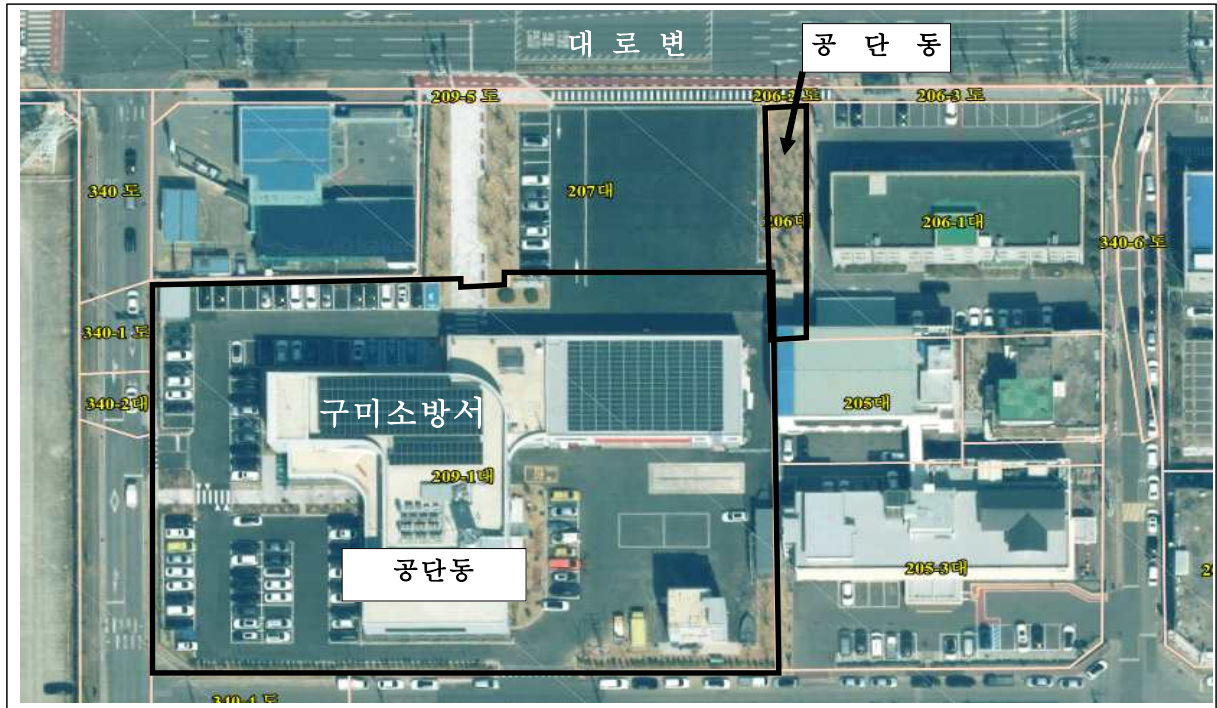 대 로 변
공 단 동
209-5 도
206-2 도
206-3 도
340 도
207대
206대
206-1대
340-6 도
340-1 도
340-2대
구미소방서
205대
209-1대
공단동
205-3대
340-4 도